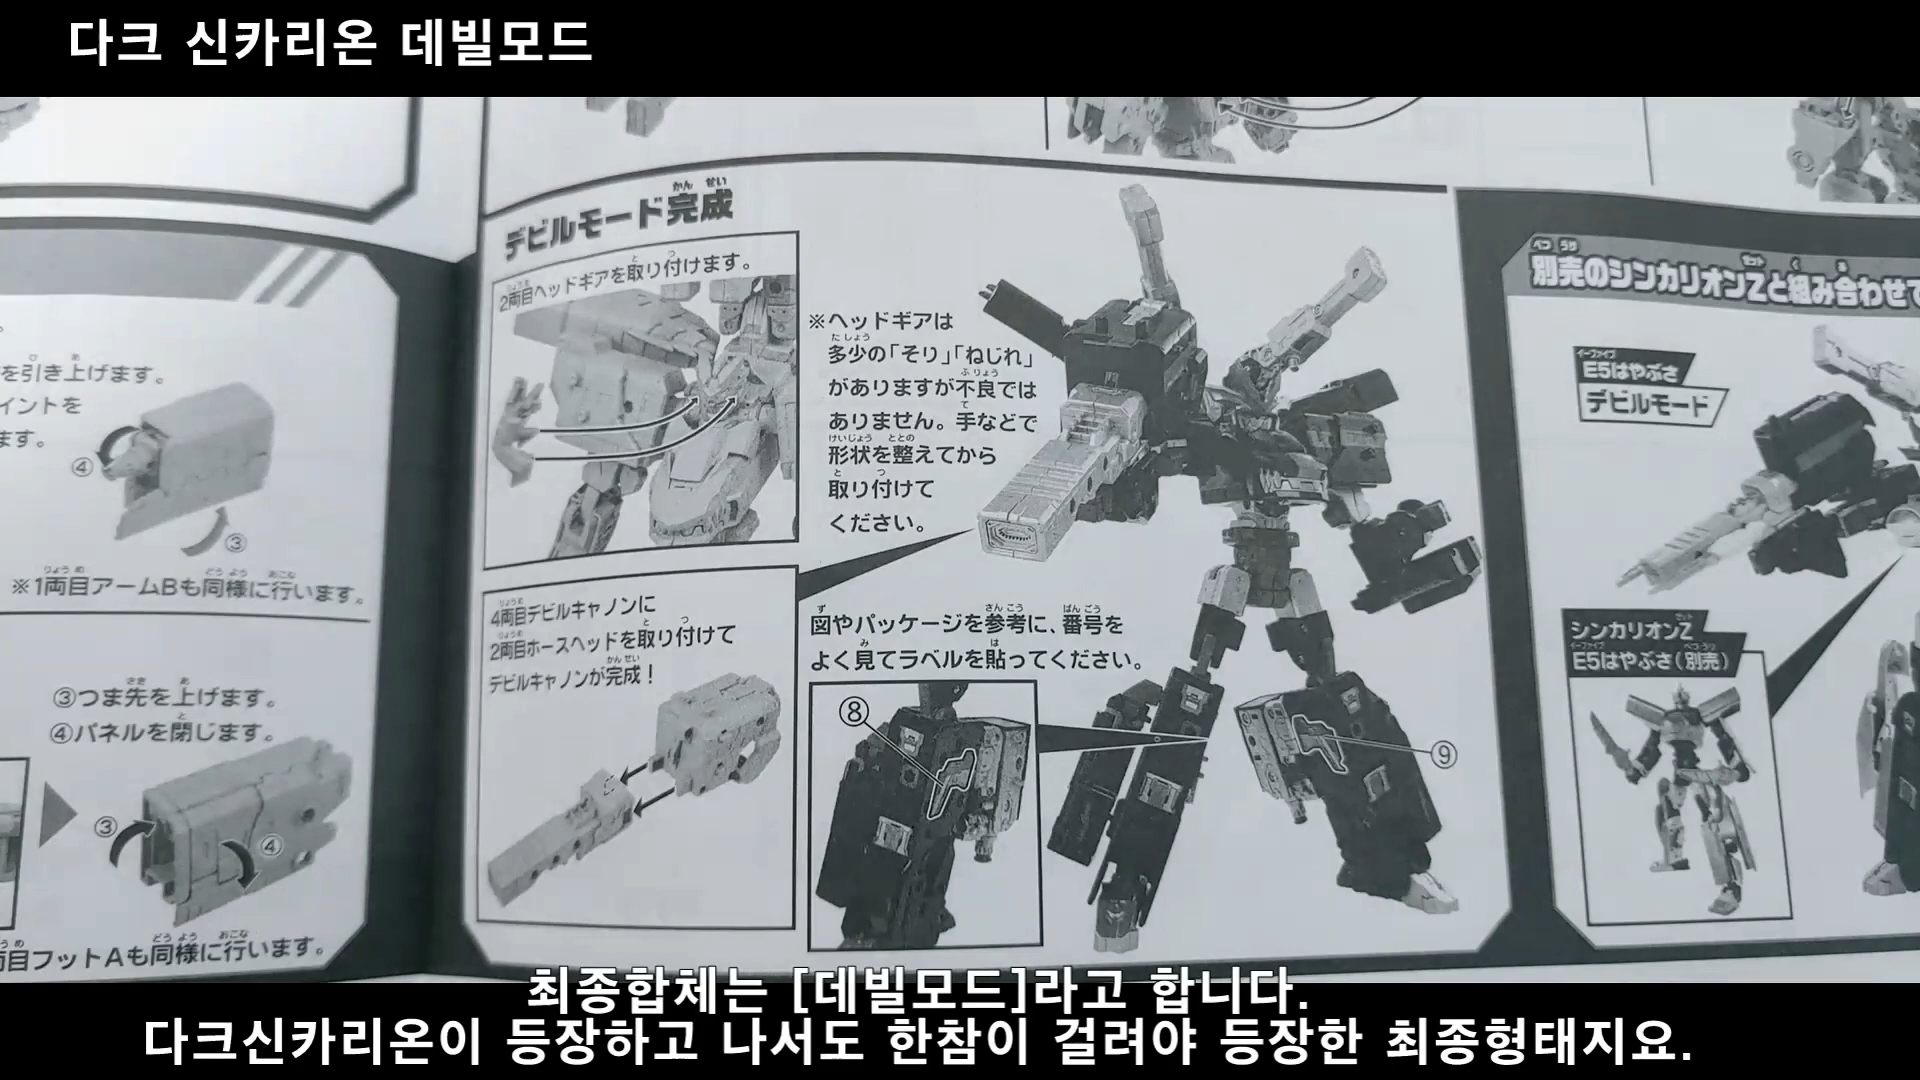 다크 신카리온 데빌모드
を引き上げます。
イントを
ます。
④
③
※1両目アームBも同様に行います。
③つま先を上げます。
④パネルを閉じます。
③
④
両目フットAも同様に行います。
デビルモード完成
2両目ヘッドギアを取り付けます。
※ヘッドギアは
多少の「そり」「ねじれ」
がありますが不良では
ありません。手などで
形状を整えてから
取り付けて
ください。
4両目デビルキャノンに
2両目ホースヘッドを取り付けて
デビルキャノンが完成！
図やパッケージを参考に、番号を
よく見てラベルを貼ってください。
⑧
⑨
別売のシンカリオンZと組み合わせて
E5はやぶさ
デビルモード
シンカリオンZ
E5はやぶさ（別売）
최종합체는 [데빌모드]라고 합니다.
다크신카리온이 등장하고 나서도 한참이 걸려야 등장한 최종형태지요.